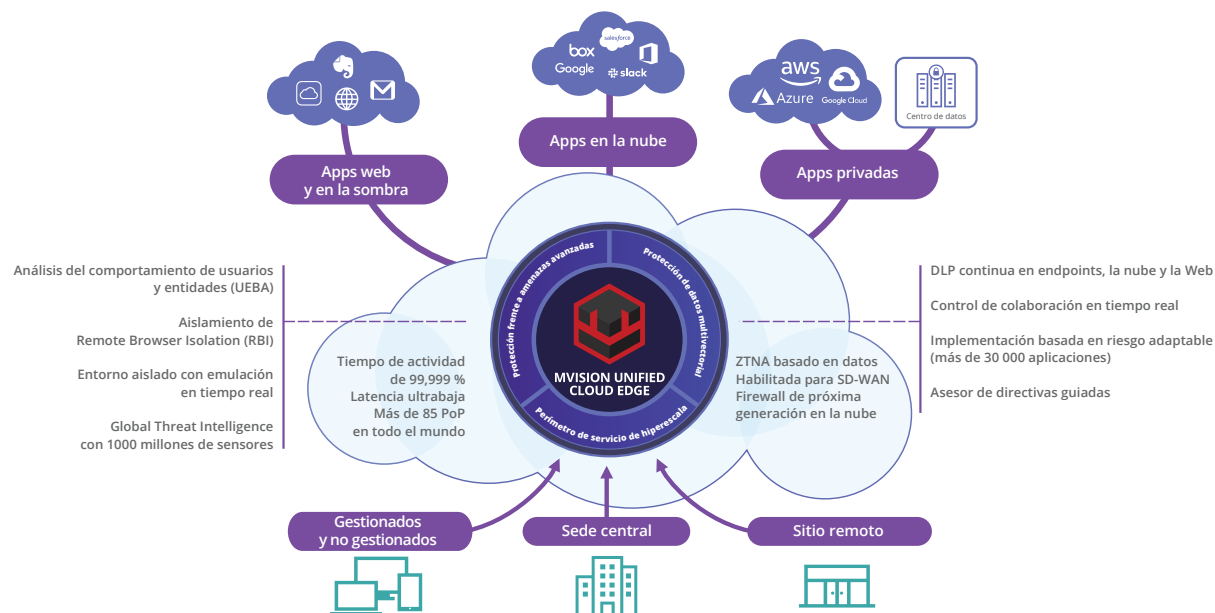 box
salesforce
Google
slack
aws
Azure
Google Cloud
Centro de datos
Apps web
y en la sombra
Apps en la nube
Apps privadas
Análisis del comportamiento de usuarios
y entidades (UEBA)
Aislamiento de
Remote Browser Isolation (RBI)
Entorno aislado con emulación
en tiempo real
Global Threat Intelligence
con 1000 millones de sensores
Tiempo de actividad
de 99,999 %
Latencia ultrabaja
Más de 85 PoP
en todo el mundo
Protección frente a amenazas avanzadas
Protección de datos multivectorial
Perímetro de servicio de hiperescala
MVISION UNIFIED
CLOUD EDGE
ZTNA basado en datos
Habilitada para SD-WAN
Firewall de próxima
generación en la nube
DLP continua en endpoints, la nube y la Web
Control de colaboración en tiempo real
Implementación basada en riesgo adaptable
(más de 30 000 aplicaciones)
Asesor de directivas guiadas
Gestionados
y no gestionados
Sede central
Sitio remoto